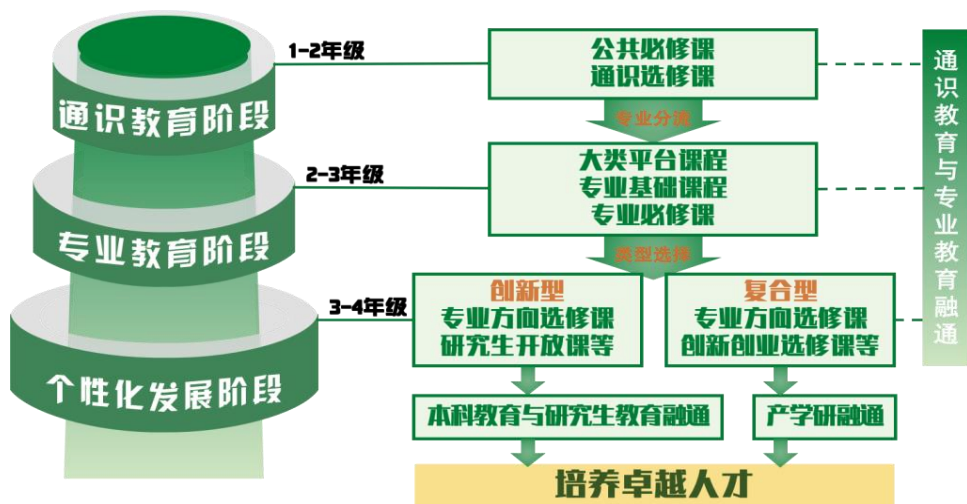 1-2年级
公共必修课
通识选修课
通识教育阶段
专业分流
2-3年级
大类平台课程
专业基础课程
专业必修课
专业教育阶段
类型选择
3-4年级
创新型
专业方向选修课
研究生开放课等
复合型
专业方向选修课
创新创业选修课等
个性化发展阶段
本科教育与研究生教育融通
产学研融通
培养卓越人才
通识教育与专业教育融通